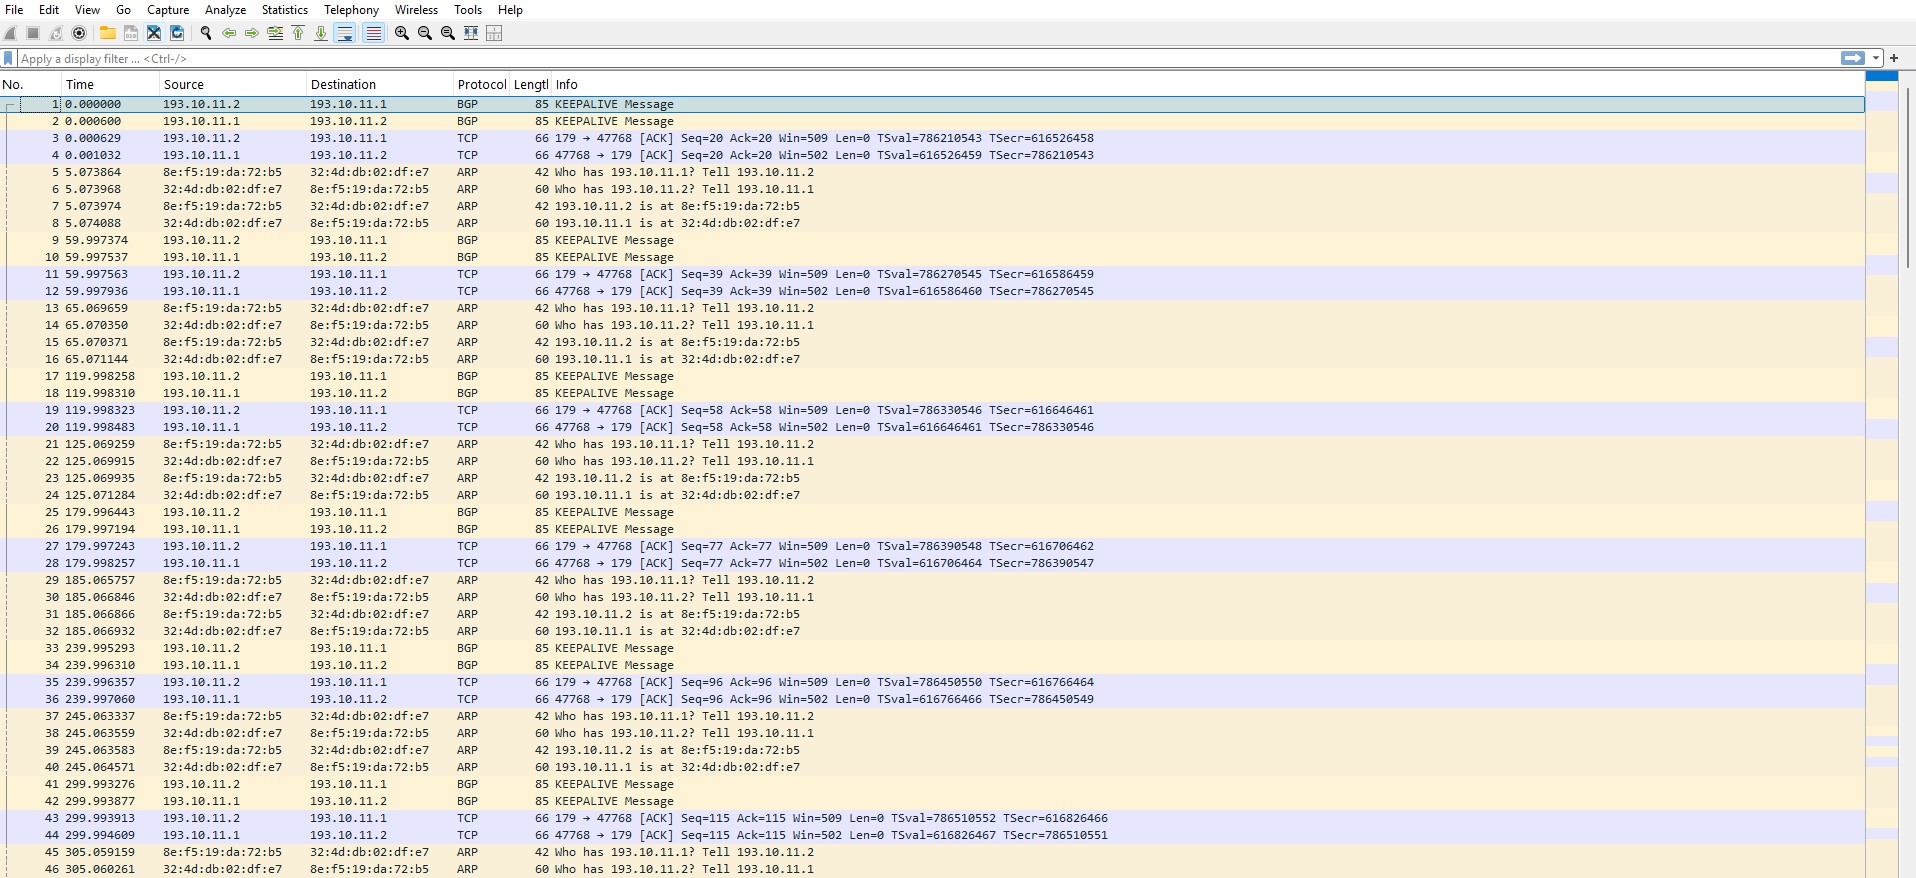 File Edit View Go Capture Analyze Statistics Telephony Wireless Tools Help
Apply a display filter ... <Ctrl-/>
No. Time Source Destination Protocol Lengtl Info
1 0.000000 193.10.11.2 193.10.11.1 BGP 85 KEEPALIVE Message
2 0.000600 193.10.11.1 193.10.11.2 BGP 85 KEEPALIVE Message
3 0.000629 193.10.11.2 193.10.11.1 TCP 66 179 → 47768 [ACK] Seq=20 Ack=20 Win=509 Len=0 TSval=786210543 TSecr=616526458
4 0.001032 193.10.11.1 193.10.11.2 TCP 66 47768 → 179 [ACK] Seq=20 Ack=20 Win=502 Len=0 TSval=616526459 TSecr=786210543
5 5.073864 8e:f5:19:da:72:b5 32:4d:db:02:df:e7 ARP 42 Who has 193.10.11.1? Tell 193.10.11.2
6 5.073968 32:4d:db:02:df:e7 8e:f5:19:da:72:b5 ARP 60 Who has 193.10.11.2? Tell 193.10.11.1
7 5.073974 8e:f5:19:da:72:b5 32:4d:db:02:df:e7 ARP 42 193.10.11.2 is at 8e:f5:19:da:72:b5
8 5.074088 32:4d:db:02:df:e7 8e:f5:19:da:72:b5 ARP 60 193.10.11.1 is at 32:4d:db:02:df:e7
9 59.997374 193.10.11.2 193.10.11.1 BGP 85 KEEPALIVE Message
10 59.997537 193.10.11.1 193.10.11.2 BGP 85 KEEPALIVE Message
11 59.997563 193.10.11.2 193.10.11.1 TCP 66 179 → 47768 [ACK] Seq=39 Ack=39 Win=509 Len=0 TSval=786270545 TSecr=616586459
12 59.997936 193.10.11.1 193.10.11.2 TCP 66 47768 → 179 [ACK] Seq=39 Ack=39 Win=502 Len=0 TSval=616586460 TSecr=786270545
13 65.069659 8e:f5:19:da:72:b5 32:4d:db:02:df:e7 ARP 42 Who has 193.10.11.1? Tell 193.10.11.2
14 65.070350 32:4d:db:02:df:e7 8e:f5:19:da:72:b5 ARP 60 Who has 193.10.11.2? Tell 193.10.11.1
15 65.070371 8e:f5:19:da:72:b5 32:4d:db:02:df:e7 ARP 42 193.10.11.2 is at 8e:f5:19:da:72:b5
16 65.071144 32:4d:db:02:df:e7 8e:f5:19:da:72:b5 ARP 60 193.10.11.1 is at 32:4d:db:02:df:e7
17 119.998258 193.10.11.2 193.10.11.1 BGP 85 KEEPALIVE Message
18 119.998310 193.10.11.1 193.10.11.2 BGP 85 KEEPALIVE Message
19 119.998323 193.10.11.2 193.10.11.1 TCP 66 179 → 47768 [ACK] Seq=58 Ack=58 Win=509 Len=0 TSval=786330546 TSecr=616646461
20 119.998483 193.10.11.1 193.10.11.2 TCP 66 47768 → 179 [ACK] Seq=58 Ack=58 Win=502 Len=0 TSval=616646461 TSecr=786330546
21 125.069259 8e:f5:19:da:72:b5 32:4d:db:02:df:e7 ARP 42 Who has 193.10.11.1? Tell 193.10.11.2
22 125.069915 32:4d:db:02:df:e7 8e:f5:19:da:72:b5 ARP 60 Who has 193.10.11.2? Tell 193.10.11.1
23 125.069935 8e:f5:19:da:72:b5 32:4d:db:02:df:e7 ARP 42 193.10.11.2 is at 8e:f5:19:da:72:b5
24 125.071284 32:4d:db:02:df:e7 8e:f5:19:da:72:b5 ARP 60 193.10.11.1 is at 32:4d:db:02:df:e7
25 179.996443 193.10.11.2 193.10.11.1 BGP 85 KEEPALIVE Message
26 179.997194 193.10.11.1 193.10.11.2 BGP 85 KEEPALIVE Message
27 179.997243 193.10.11.2 193.10.11.1 TCP 66 179 → 47768 [ACK] Seq=77 Ack=77 Win=509 Len=0 TSval=786390548 TSecr=616706462
28 179.998257 193.10.11.1 193.10.11.2 TCP 66 47768 → 179 [ACK] Seq=77 Ack=77 Win=502 Len=0 TSval=616706464 TSecr=786390547
29 185.065757 8e:f5:19:da:72:b5 32:4d:db:02:df:e7 ARP 42 Who has 193.10.11.1? Tell 193.10.11.2
30 185.066846 32:4d:db:02:df:e7 8e:f5:19:da:72:b5 ARP 60 Who has 193.10.11.2? Tell 193.10.11.1
31 185.066866 8e:f5:19:da:72:b5 32:4d:db:02:df:e7 ARP 42 193.10.11.2 is at 8e:f5:19:da:72:b5
32 185.066932 32:4d:db:02:df:e7 8e:f5:19:da:72:b5 ARP 60 193.10.11.1 is at 32:4d:db:02:df:e7
33 239.995293 193.10.11.2 193.10.11.1 BGP 85 KEEPALIVE Message
34 239.996310 193.10.11.1 193.10.11.2 BGP 85 KEEPALIVE Message
35 239.996357 193.10.11.2 193.10.11.1 TCP 66 179 → 47768 [ACK] Seq=96 Ack=96 Win=509 Len=0 TSval=786450550 TSecr=616766464
36 239.997060 193.10.11.1 193.10.11.2 TCP 66 47768 → 179 [ACK] Seq=96 Ack=96 Win=502 Len=0 TSval=616766466 TSecr=786450549
37 245.063337 8e:f5:19:da:72:b5 32:4d:db:02:df:e7 ARP 42 Who has 193.10.11.1? Tell 193.10.11.2
38 245.063559 32:4d:db:02:df:e7 8e:f5:19:da:72:b5 ARP 60 Who has 193.10.11.2? Tell 193.10.11.1
39 245.063583 8e:f5:19:da:72:b5 32:4d:db:02:df:e7 ARP 42 193.10.11.2 is at 8e:f5:19:da:72:b5
40 245.064571 32:4d:db:02:df:e7 8e:f5:19:da:72:b5 ARP 60 193.10.11.1 is at 32:4d:db:02:df:e7
41 299.993276 193.10.11.2 193.10.11.1 BGP 85 KEEPALIVE Message
42 299.993877 193.10.11.1 193.10.11.2 BGP 85 KEEPALIVE Message
43 299.993913 193.10.11.2 193.10.11.1 TCP 66 179 → 47768 [ACK] Seq=115 Ack=115 Win=509 Len=0 TSval=786510552 TSecr=616826466
44 299.994609 193.10.11.1 193.10.11.2 TCP 66 47768 → 179 [ACK] Seq=115 Ack=115 Win=502 Len=0 TSval=616826467 TSecr=786510551
45 305.059159 8e:f5:19:da:72:b5 32:4d:db:02:df:e7 ARP 42 Who has 193.10.11.1? Tell 193.10.11.2
46 305.060261 32:4d:db:02:df:e7 8e:f5:19:da:72:b5 ARP 60 Who has 193.10.11.2? Tell 193.10.11.1